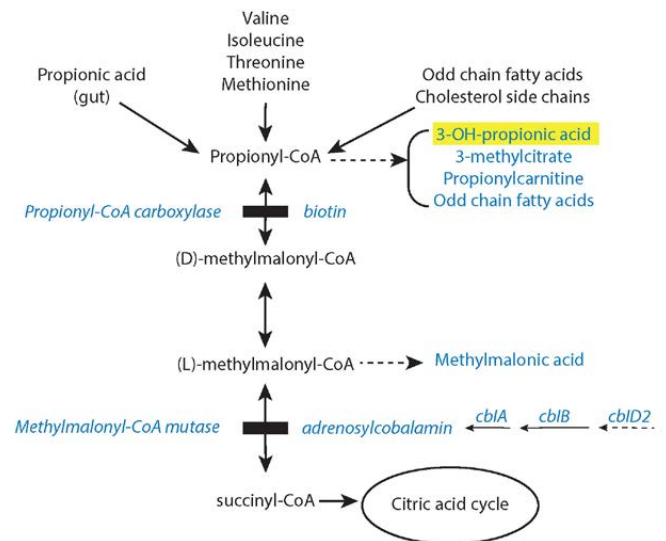 Valine
Isoleucine
Threonine
Methionine
Propionic acid
(gut)
Odd chain fatty acids
Cholesterol side chains
Propionyl-CoA
3-OH-propionic acid
3-methylcitrate
Propionylcarnitine
Odd chain fatty acids
Propionyl-CoA carboxylase
biotin
(D)-methylmalonyl-CoA
(L)-methylmalonyl-CoA
Methylmalonic acid
Methylmalonyl-CoA mutase
adrenosylcobalamin
cblA
cblB
cblD2
succinyl-CoA
Citric acid cycle